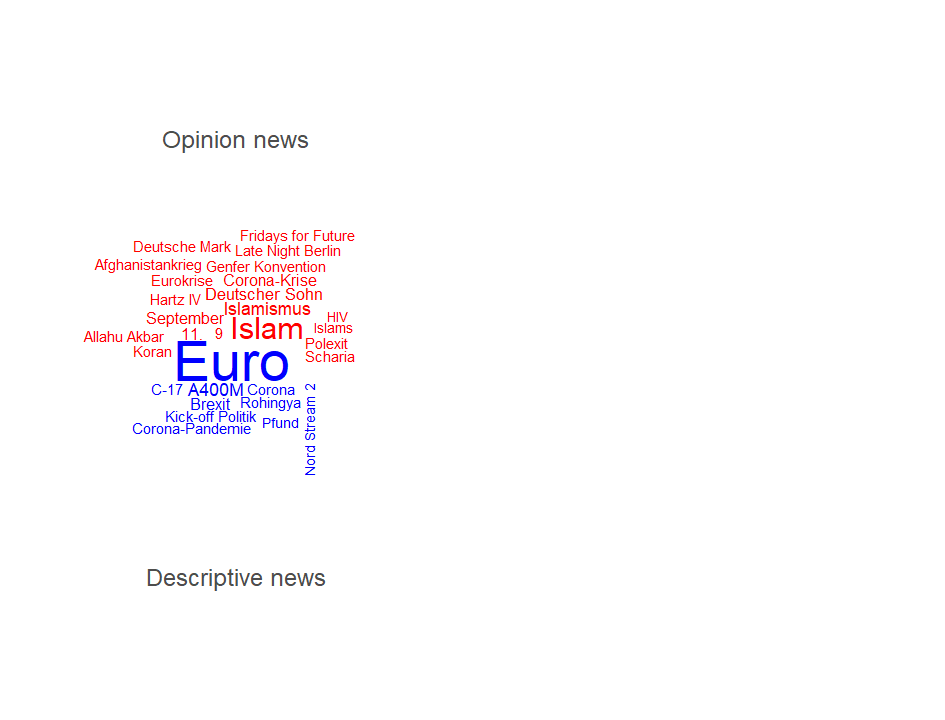 Opinion news
Fridays for Future
Deutsche Mark
Late Night Berlin
Afghanistankrieg
Genfer Konvention
Eurokrise
Corona-Krise
Hartz IV
Deutscher Sohn
Islamismus
September
HIV
Islam
Islams
Allahu Akbar
11.
9
Polexit
Koran
Scharia
Euro
C-17
A400M
Corona
Brexit
Rohingya
Kick-off Politik
Pfund
Corona-Pandemie
Nord Stream 2
Descriptive news